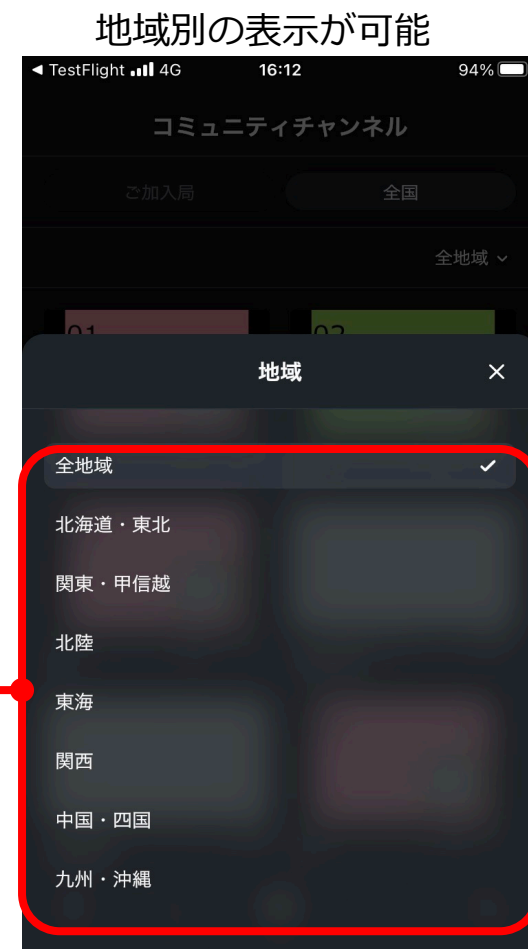 地域別の表示が可能
◀ TestFlight 4G 16:12 94%
コミュニティチャンネル
ご加入局 全国
全地域
01 02
地域 ×
全地域 ✓
北海道・東北
関東・甲信越
北陸
東海
関西
中国・四国
九州・沖縄